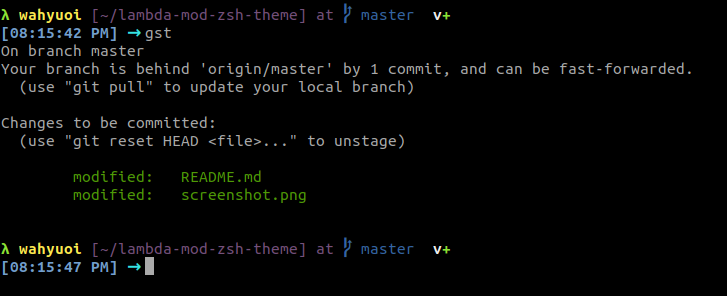 λ wahyuoi [~/lambda-mod-zsh-theme] at master v+
[08:15:42 PM] →gst
On branch master
Your branch is behind 'origin/master' by 1 commit, and can be fast-forwarded.
(use "git pull" to update your local branch)
Changes to be committed:
(use "git reset HEAD <file>..." to unstage)
modified: README.md
modified: screenshot.png
λ wahyuoi [~/lambda-mod-zsh-theme] at master v+
[08:15:47 PM] →